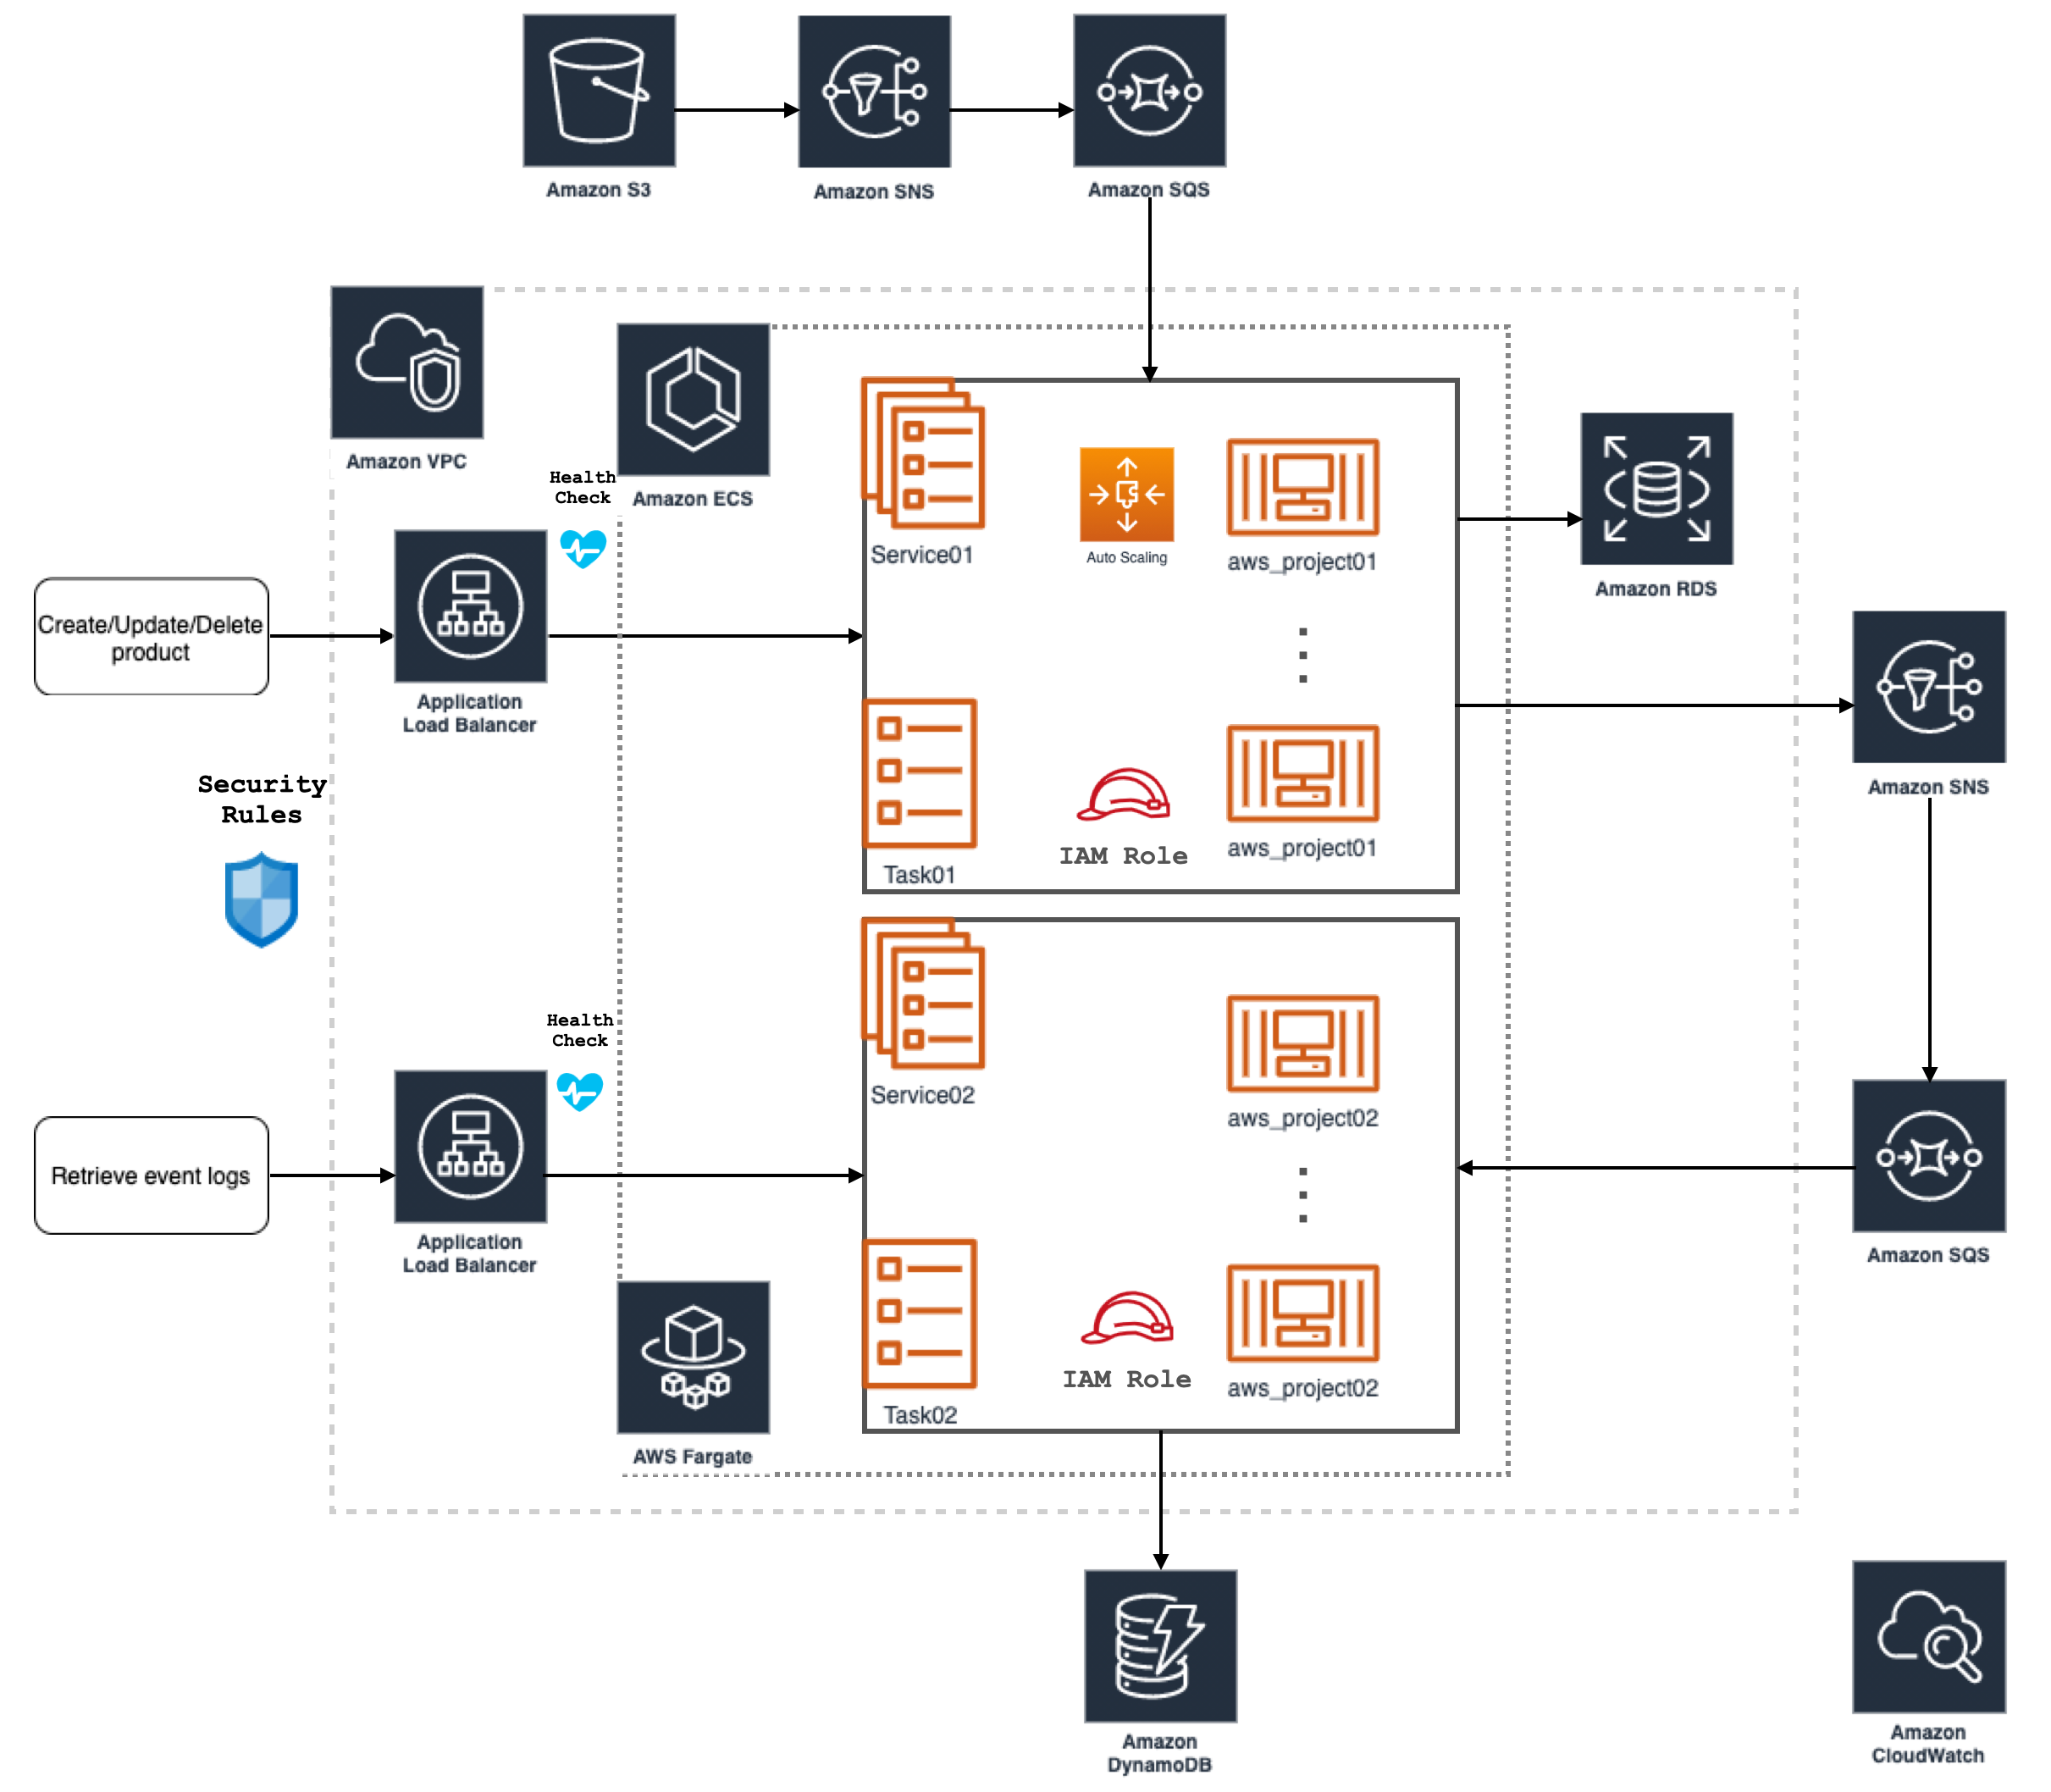 Amazon S3
Amazon SNS
Amazon SQS
Amazon VPC
Health
Check
Amazon ECS
Service01
Auto Scaling
aws_project01
Amazon RDS
Create/Update/Delete
product
Application
Load Balancer
Security
Rules
Task01
IAM Role
aws_project01
Amazon SNS
Health
Check
Service02
aws_project02
Retrieve event logs
Application
Load Balancer
Amazon SQS
AWS Fargate
Task02
IAM Role
aws_project02
Amazon
DynamoDB
Amazon
CloudWatch